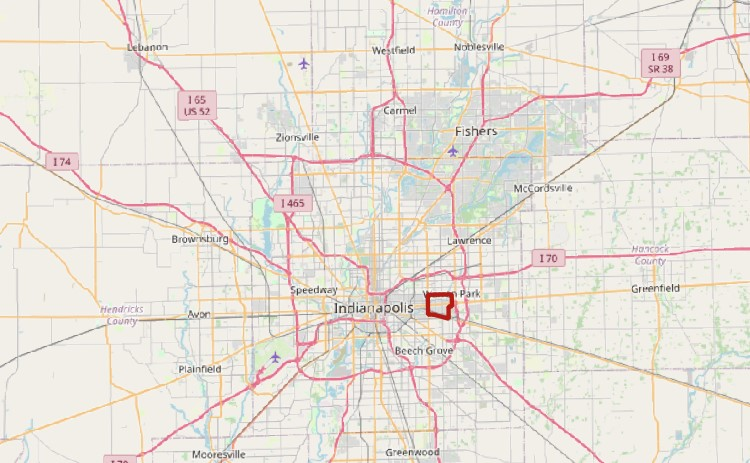 Hamilton
County
Lebanon
Westfield
Noblesville
I 69
SR 38
I 65
US 52
Carmel
Fishers
Zionsville
I 74
McCordsville
I 465
Brownsburg
Lawrence
Hancock
County
I 70
Speedway
Park
Greenfield
Hendricks
County
Avon
Indianapolis
Beech Grove
Plainfield
Mooresville
Greenwood
I 70